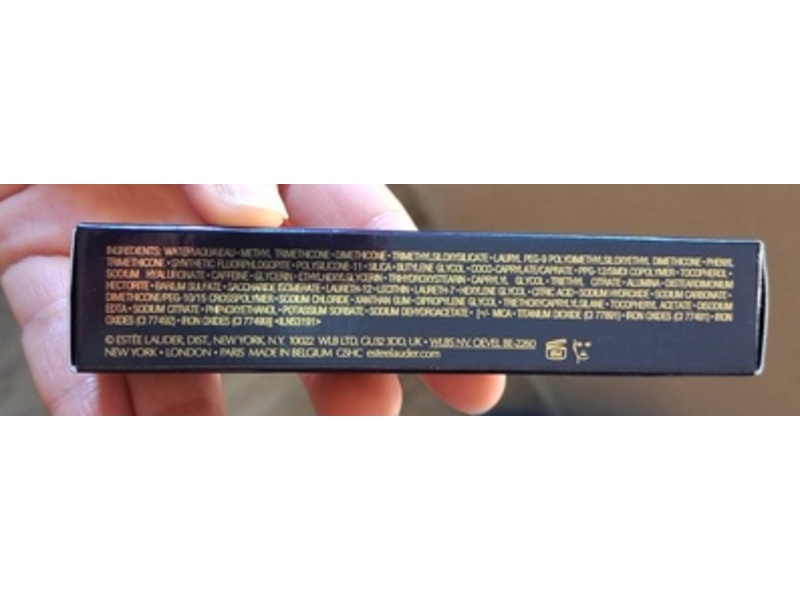 INGREDIENTS: WATER\AQUA\EAU • METHYL TRIMETHICONE • DIMETHICONE • TRIMETHYLSILOXYSILICATE • LAURYL PEG-9 POLYDIMETHYLSILOXYETHYL DIMETHICONE • PHENYL
TRIMETHICONE • SYNTHETIC FLUORPHLOGOPITE • POLYSILICONE-11 • SILICA • BUTYLENE GLYCOL • COCO-CAPRYLATE/CAPRATE • PPG-12/SMDI COPOLYMER • TOCOPHEROL •
SODIUM HYALURONATE • CAFFEINE • GLYCERIN • ETHYLHEXYLGLYCERIN • TRIHYDROXYSTEARIN • CAPRYLYL GLYCOL • TRIETHYL CITRATE • ALUMINA • DISTEARDIMONIUM
HECTORITE • BARIUM SULFATE • SACCHARIDE ISOMERATE • LAURETH-12 • LECITHIN • LAURETH-7 • HEXYLENE GLYCOL • CITRIC ACID • SODIUM HYDROXIDE • SODIUM CARBONATE •
DIMETHICONE/PEG-10/15 CROSSPOLYMER • SODIUM CHLORIDE • XANTHAN GUM • DIPROPYLENE GLYCOL • TRIETHOXYCAPRYLYLSILANE • TOCOPHERYL ACETATE • DISODIUM
EDTA • SODIUM CITRATE • PHENOXYETHANOL • POTASSIUM SORBATE • SODIUM DEHYDROACETATE • [+/- MICA • TITANIUM DIOXIDE (CI 77891) • IRON OXIDES (CI 77491) • IRON
OXIDES (CI 77492) • IRON OXIDES (CI 77499)] <ILN53191>
© ESTÉE LAUDER, DIST., NEW YORK, N.Y. 10022 WLB LTD, GU32 3DD, UK • WLBS NV, OEVEL BE-2260
NEW YORK • LONDON • PARIS MADE IN BELGIUM GSHC esteelauder.com